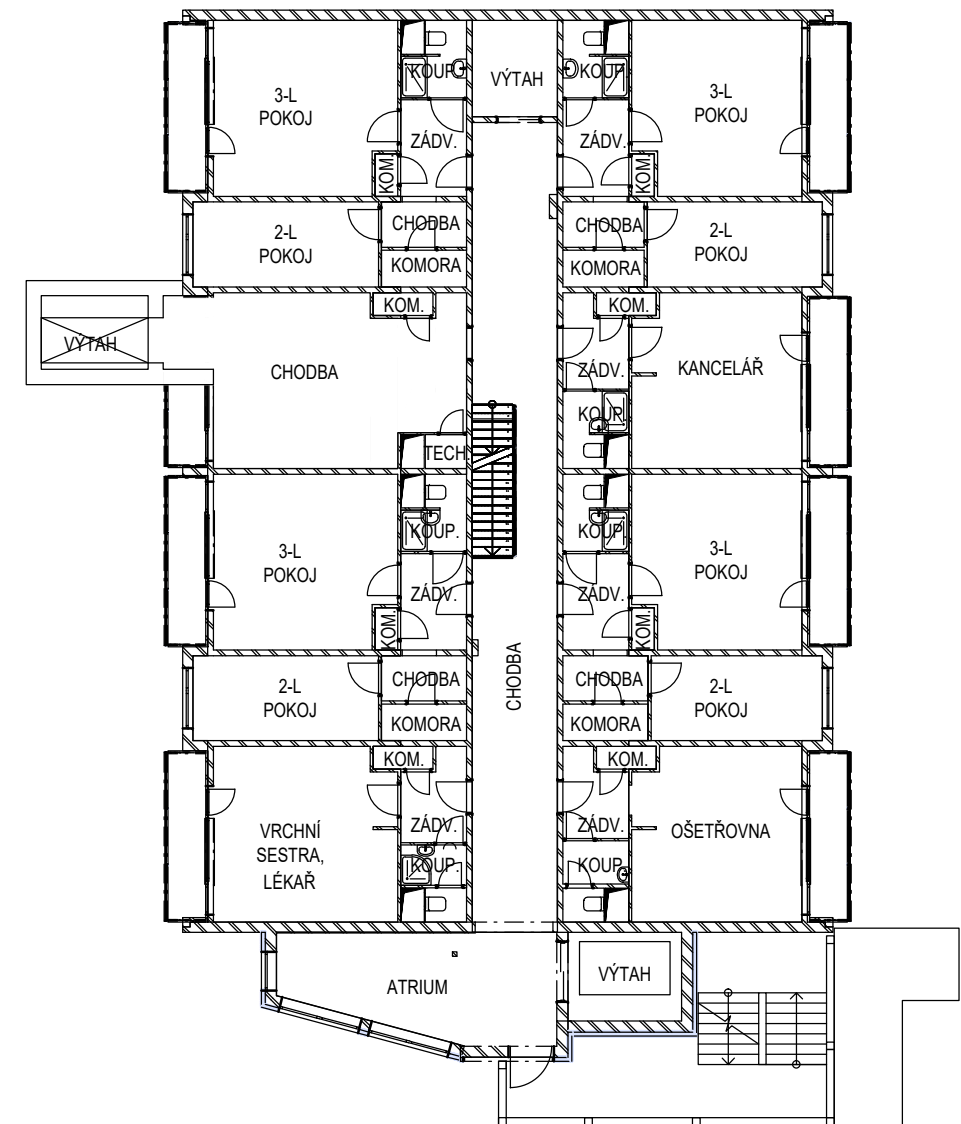 KOUP.
VÝTAH
KOUP.
3-L
POKOJ
3-L
POKOJ
ZÁDV.
ZÁDV.
KOM.
KOM.
CHODBA
CHODBA
2-L
POKOJ
2-L
POKOJ
KOMORA
KOMORA
KOM.
KOM.
VÝTAH
CHODBA
ZÁDV.
KANCELÁŘ
KOUP.
TECH
KOUP.
KOUP.
3-L
POKOJ
3-L
POKOJ
ZÁDV.
ZÁDV.
KOM.
KOM.
CHODBA
CHODBA
CHODBA
2-L
POKOJ
2-L
POKOJ
KOMORA
KOMORA
KOM.
KOM.
VRCHNÍ
SESTRA,
LÉKAŘ
ZÁDV.
ZÁDV.
OŠETŘOVNA
KOUP.
KOUP.
ATRIUM
VÝTAH